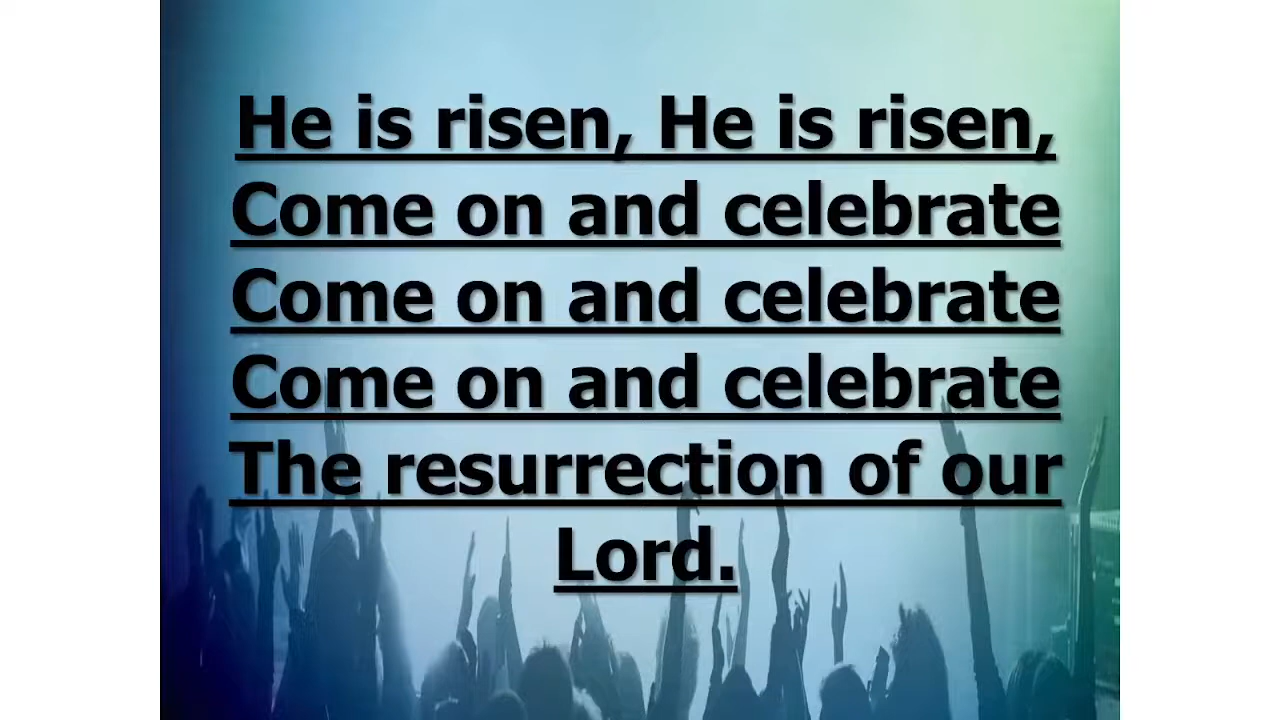 He is risen, He is risen,
Come on and celebrate
Come on and celebrate
Come on and celebrate
The resurrection of our
Lord.